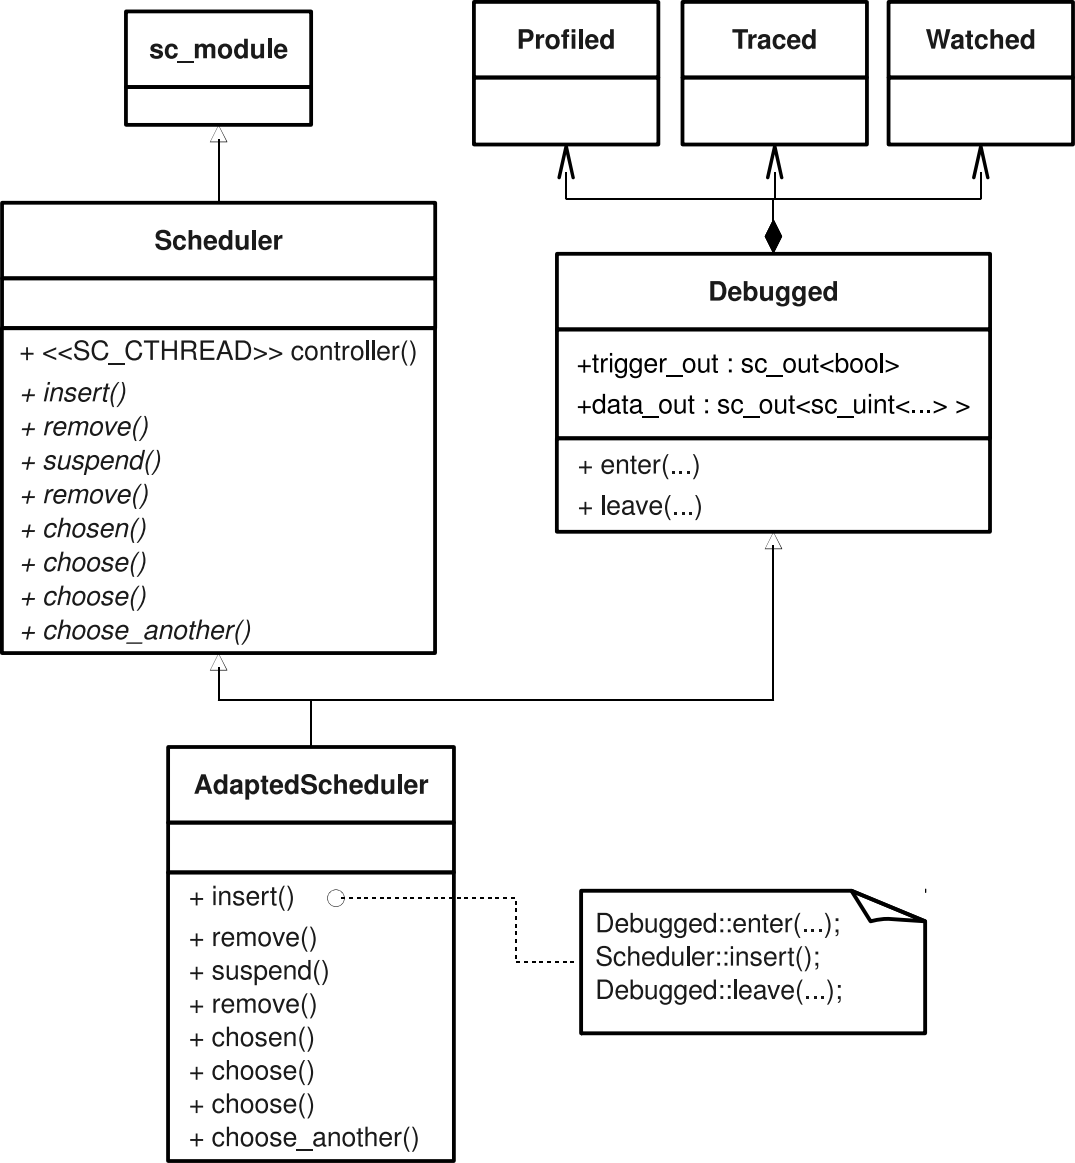 sc_module
Profiled
Traced
Watched
Scheduler
+ <<SC_CTHREAD>> controller()
+ insert()
+ remove()
+ suspend()
+ remove()
+ chosen()
+ choose()
+ choose()
+ choose_another()
Debugged
+trigger_out : sc_out<bool>
+data_out : sc_out<sc_uint<...> >
+ enter(...)
+ leave(...)
AdaptedScheduler
+ insert()
+ remove()
+ suspend()
+ remove()
+ chosen()
+ choose()
+ choose()
+ choose_another()
Debugged::enter(...);
Scheduler::insert();
Debugged::leave(...);